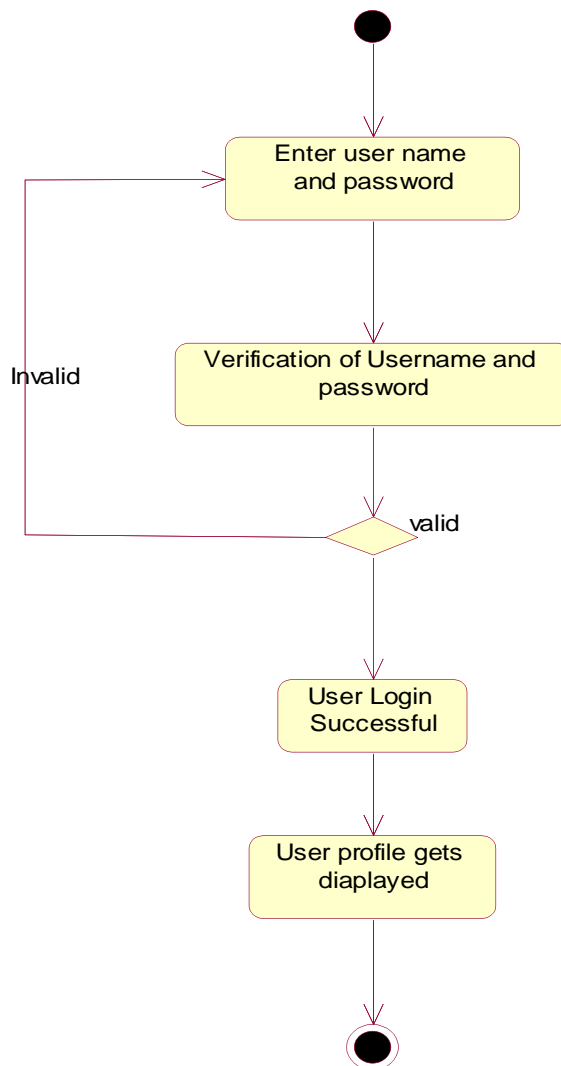 Enter user name
and password
Verification of Username and
password
Invalid
valid
User Login
Successful
User profile gets
diaplayed